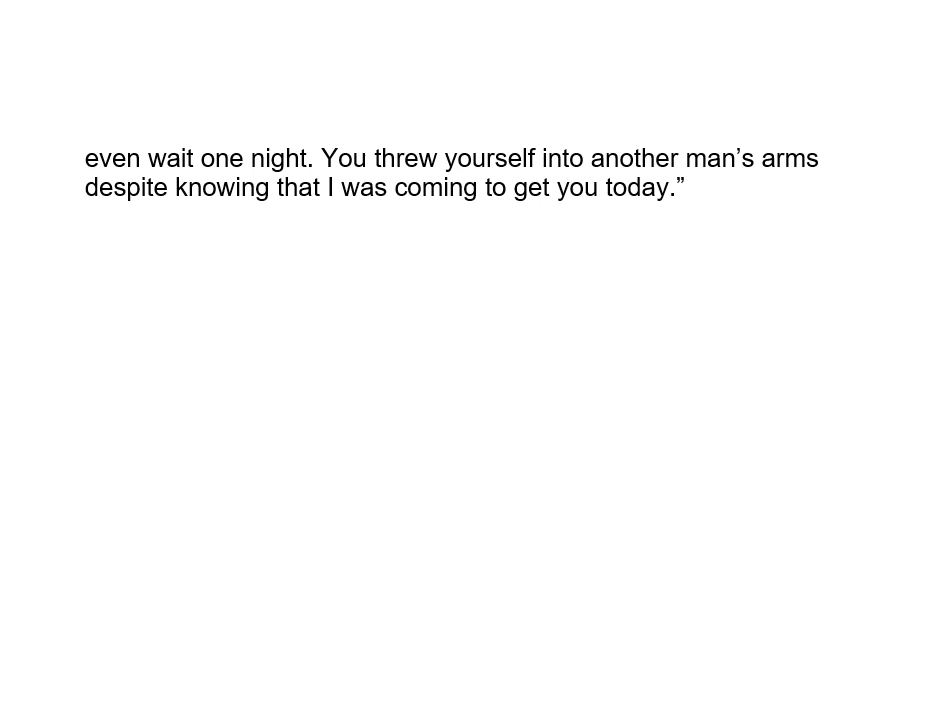 even wait one night. You threw yourself into another man’s arms
despite knowing that I was coming to get you today.”